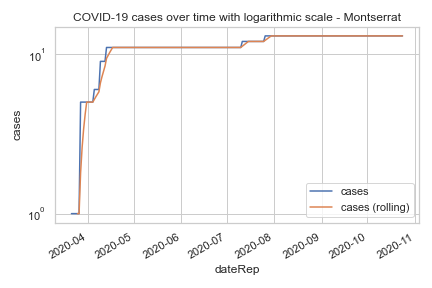 COVID-19 cases over time with logarithmic scale - Montserrat
10¹
10⁰
cases
cases
cases (rolling)
2020-04
2020-05
2020-06
2020-07
2020-08
2020-09
2020-10
2020-11
dateRep